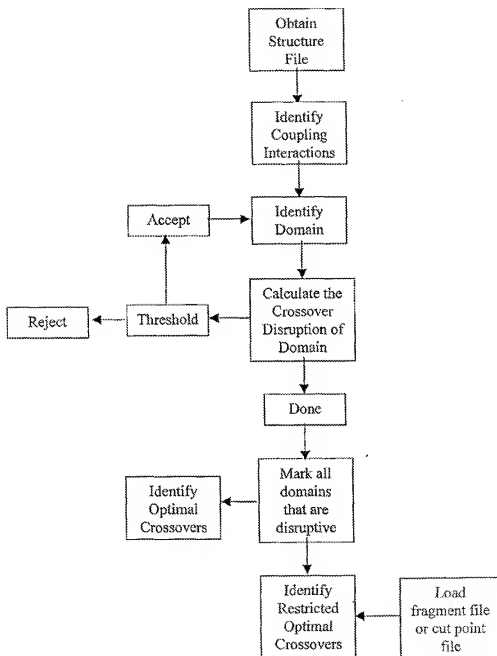 Obtain
Structure
File
Identify
Coupling
Interactions
Accept
Identify
Domain
Reject
Threshold
Calculate the
Crossover
Disruption of
Domain
Done
Identify
Optimal
Crossovers
Mark all
domains
that are
disruptive
Identify
Restricted
Optimal
Crossovers
Load
fragment file
or cut point
file